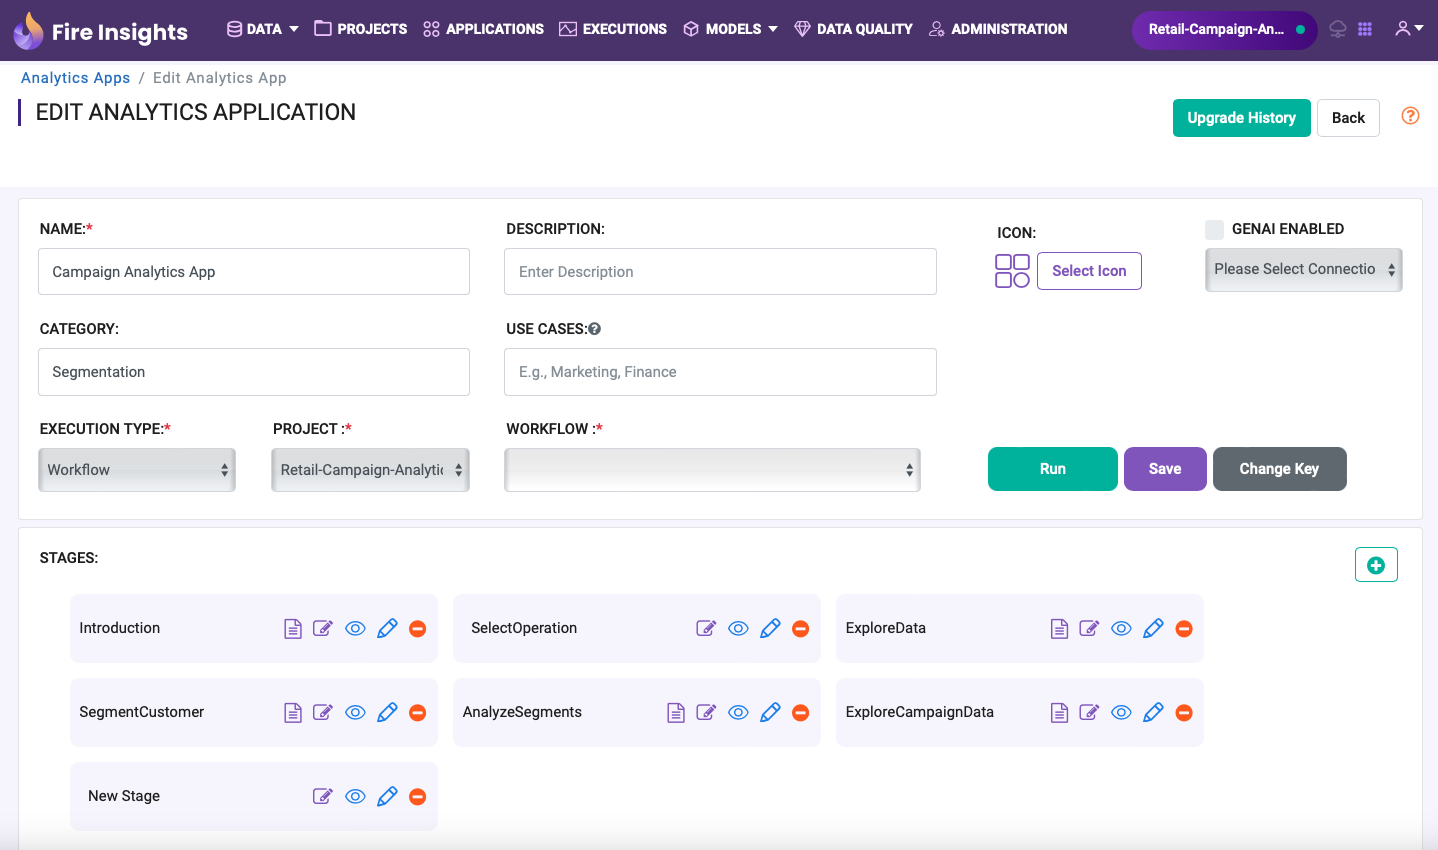 Fire Insights
DATA
PROJECTS
APPLICATIONS
EXECUTIONS
MODELS
DATA QUALITY
ADMINISTRATION
Retail-Campaign-An...
Analytics Apps / Edit Analytics App
EDIT ANALYTICS APPLICATION
Upgrade History
Back
NAME:*
DESCRIPTION:
ICON:
GENAI ENABLED
Campaign Analytics App
Enter Description
Select Icon
Please Select Connectio
CATEGORY:
USE CASES:
Segmentation
E.g., Marketing, Finance
EXECUTION TYPE:*
PROJECT :*
WORKFLOW :*
Workflow
Retail-Campaign-Analytic
Run
Save
Change Key
STAGES:
Introduction
SelectOperation
ExploreData
SegmentCustomer
AnalyzeSegments
ExploreCampaignData
New Stage